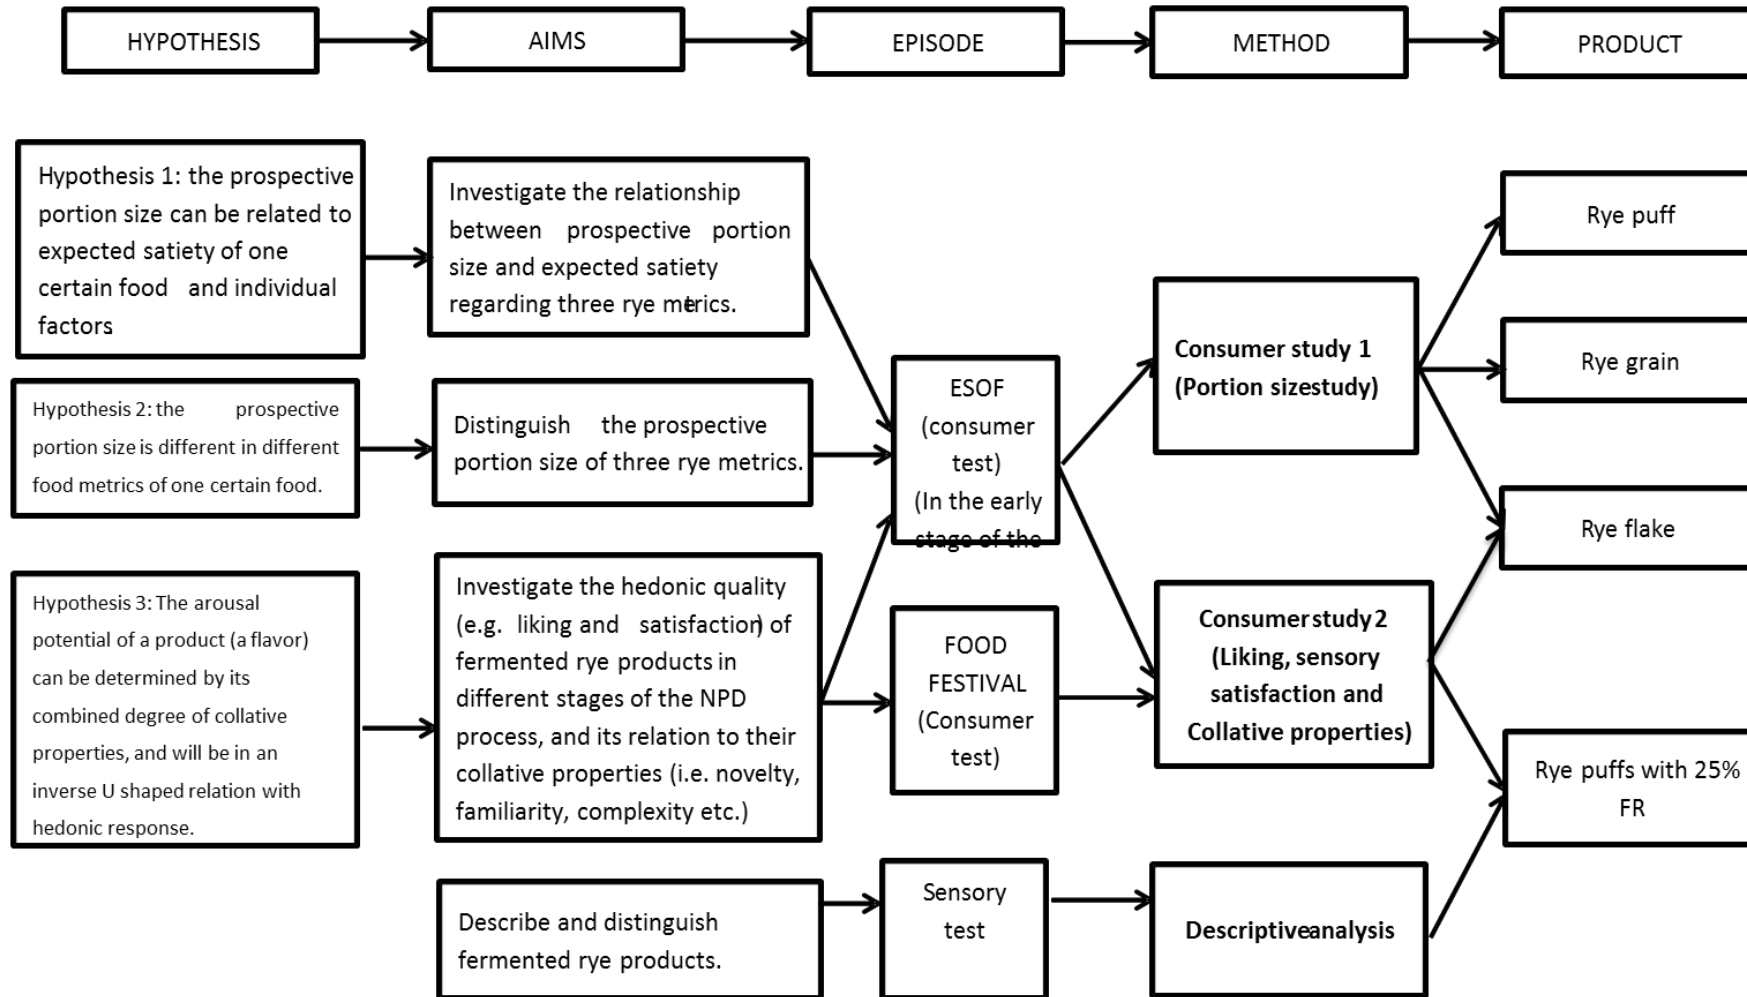 HYPOTHESIS
AIMS
EPISODE
METHOD
PRODUCT
Hypothesis 1: the prospective
portion size can be related to
expected satiety of one
certain food and individual
factors
Investigate the relationship
between prospective portion
size and expected satiety
regarding three rye metrics.
Rye puff
Rye grain
Rye flake
Rye puffs with 25%
FR
Hypothesis 2: the prospective
portion size is different in different
food metrics of one certain food.
Distinguish the prospective
portion size of three rye metrics.
ESOF
(consumer
test)
(In the early
stage of the
Consumer study 1
(Portion sizestudy)
Hypothesis 3: The arousal
potential of a product (a flavor)
can be determined by its
combined degree of collative
properties, and will be in an
inverse U shaped relation with
hedonic response.
Investigate the hedonic quality
(e.g. liking and satisfaction) of
fermented rye products in
different stages of the NPD
process, and its relation to their
collative properties (i.e. novelty,
familiarity, complexity etc.)
FOOD
FESTIVAL
(Consumer
test)
Consumer study 2
(Liking, sensory
satisfaction and
Collative properties)
Describe and distinguish
fermented rye products.
Sensory
test
Descriptiveanalysis